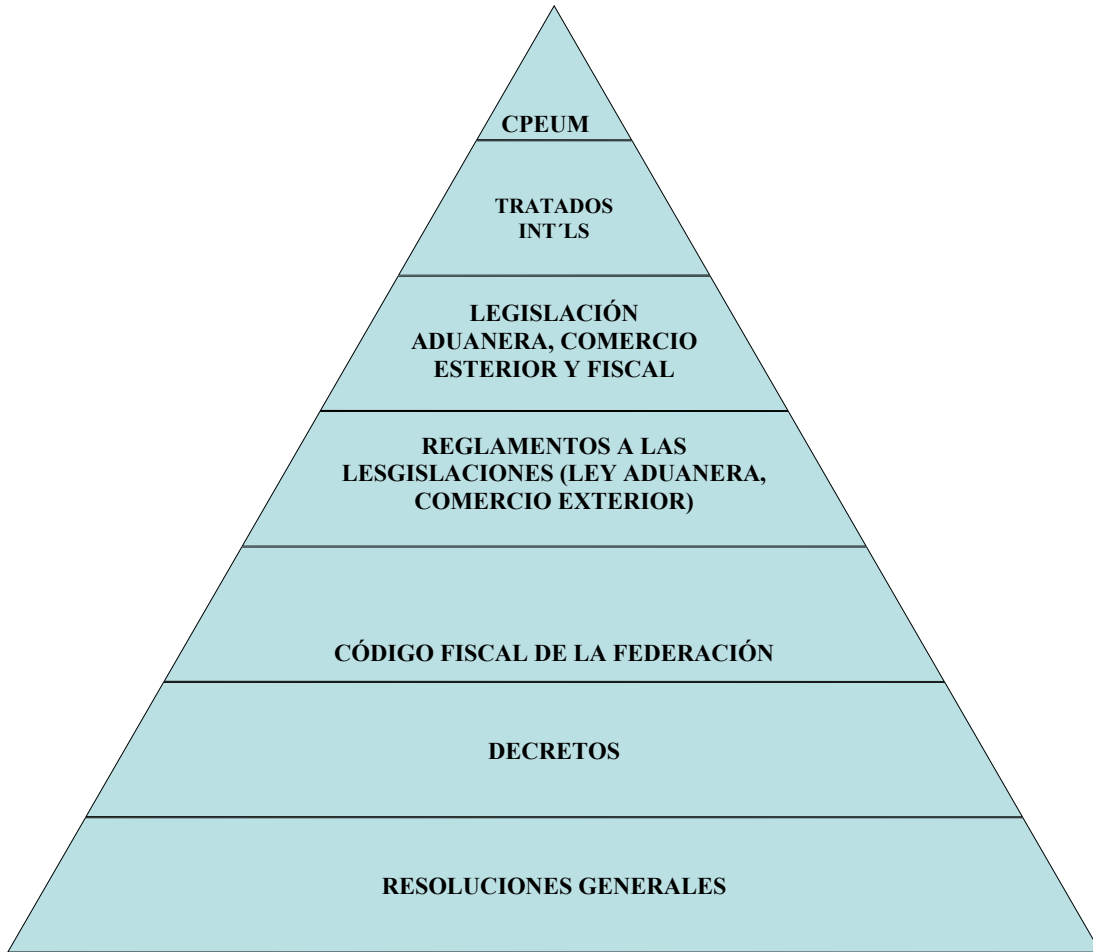 CPEUM
TRATADOS
INT´LS
LEGISLACIÓN
ADUANERA, COMERCIO
ESTERIOR Y FISCAL
REGLAMENTOS A LAS
LESGISLACIONES (LEY ADUANERA,
COMERCIO EXTERIOR)
CÓDIGO FISCAL DE LA FEDERACIÓN
DECRETOS
RESOLUCIONES GENERALES